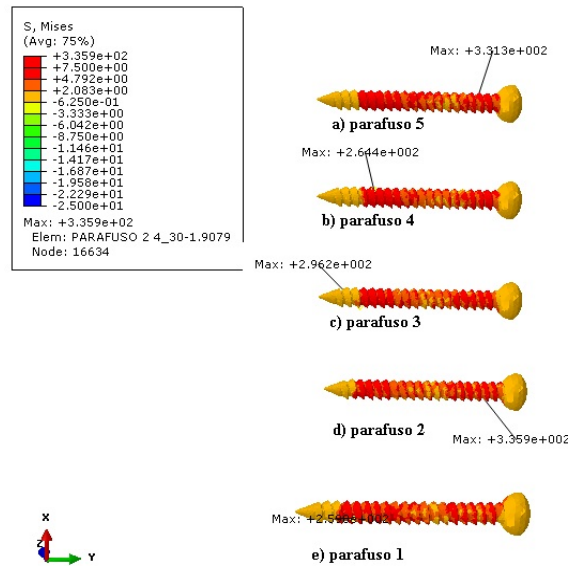 S, Mises
(Avg: 75%)
+3.359e+02
+7.500e+00
+4.792e+00
+2.083e+00
-6.250e-01
-3.333e+00
-6.042e+00
-8.750e+00
-1.146e+01
-1.417e+01
-1.687e+01
-1.958e+01
-2.229e+01
-2.500e+01
Max: +3.359e+02
Elem: PARAFUSO 2 4_30-1.9079
Node: 16634
Max: +3.313e+002
a) parafuso 5
Max: +2.644e+002
b) parafuso 4
Max: +2.962e+002
c) parafuso 3
d) parafuso 2
Max: +3.359e+002
Max:
e) parafuso 1
X
Z
Y